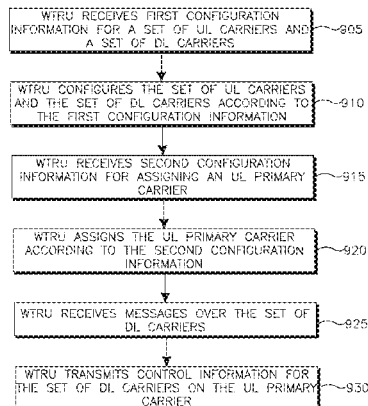 WTRU RECEIVES FIRST CONFIGURATION
INFORMATION FOR A SET OF UL CARRIERS AND
A SET OF DL CARRIERS
905
WTRU CONFIGURES THE SET OF UL CARRIERS
AND THE SET OF DL CARRIERS ACCORDING TO
THE FIRST CONFIGURATION INFORMATION
910
WTRU RECEIVES SECOND CONFIGURATION
INFORMATION FOR ASSIGNING AN UL PRIMARY
CARRIER
915
WTRU ASSIGNS THE UL PRIMARY CARRIER
ACCORDING TO THE SECOND CONFIGURATION
INFORMATION
920
WTRU RECEIVES MESSAGES OVER THE SET OF
DL CARRIERS
925
WTRU TRANSMITS CONTROL INFORMATION FOR
THE SET OF DL CARRIERS ON THE UL PRIMARY
CARRIER
930